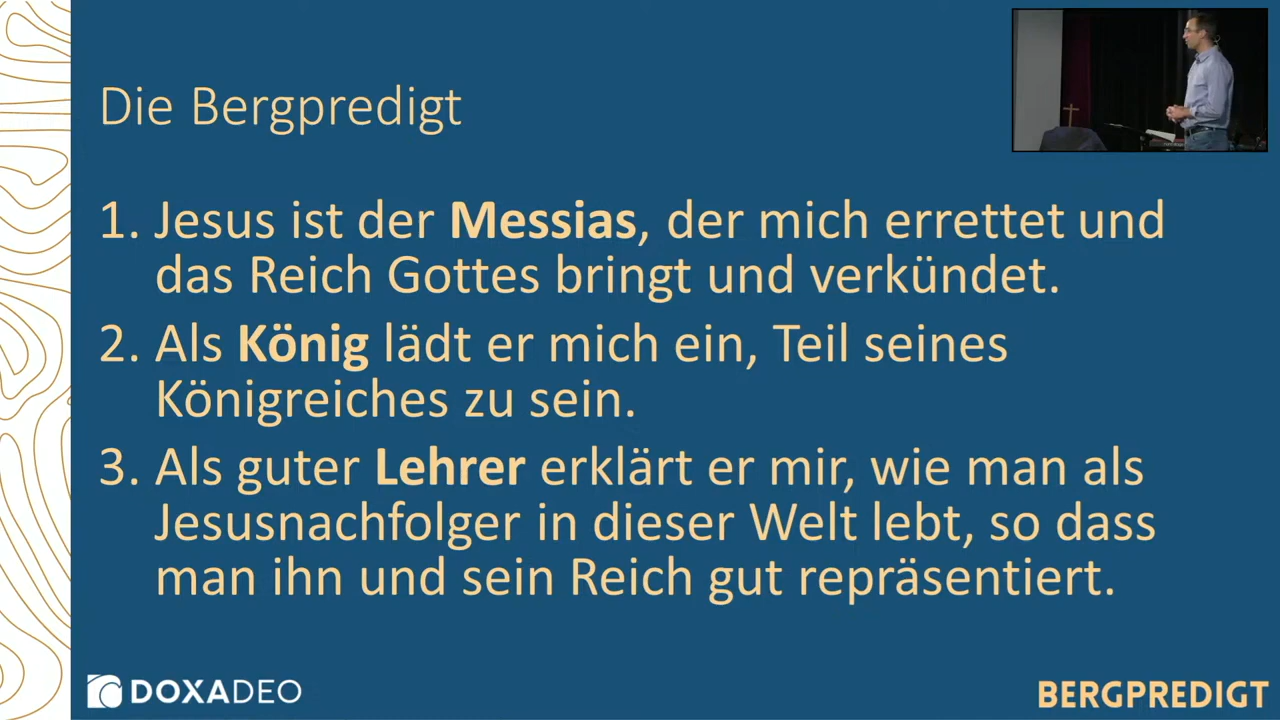 Die Bergpredigt
1. Jesus ist der Messias, der mich errettet und
das Reich Gottes bringt und verkündet.
2. Als König lädt er mich ein, Teil seines
Königreiches zu sein.
3. Als guter Lehrer erklärt er mir, wie man als
Jesusnachfolger in dieser Welt lebt, so dass
man ihn und sein Reich gut repräsentiert.
DOXADEO
BERGPREDIGT